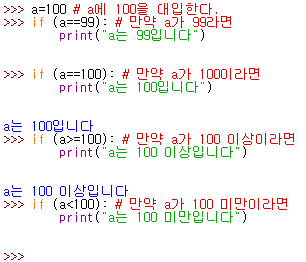 >>> a=100 # a에 100을 대입한다.
>>> if (a==99): # 만약 a가 99라면
print("a는 99입니다")
>>> if (a==100): # 만약 a가 100이라면
print("a는 100입니다")
a는 100입니다
>>> if (a>=100): # 만약 a가 100 이상이라면
print("a는 100 이상입니다")
a는 100 이상입니다
>>> if (a<100): # 만약 a가 100 미만이라면
print("a는 100 미만입니다")
>>>